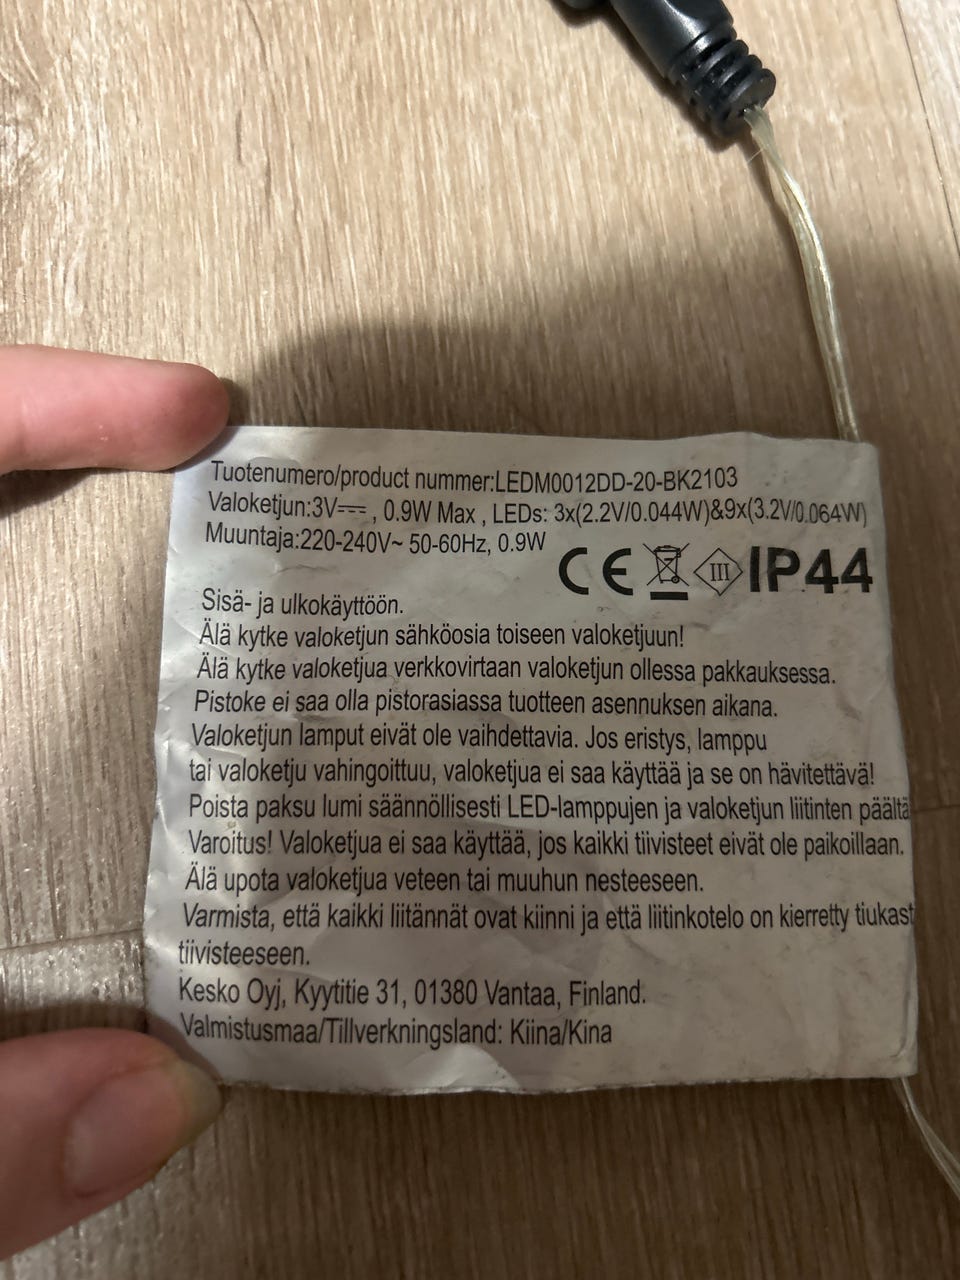 Tuotenumero/product nummer:LEDM0012DD-20-BK2103
Valoketjun:3V⎓, 0.9W Max , LEDs: 3x(2.2V/0.044W)&9x(3.2V/0.064W)
Muuntaja:220-240V~ 50-60Hz, 0.9W
CE III IP44
Sisä- ja ulkokäyttöön.
Älä kytke valoketjun sähköosia toiseen valoketjuun!
Älä kytke valoketjua verkkovirtaan valoketjun ollessa pakkauksessa.
Pistoke ei saa olla pistorasiassa tuotteen asennuksen aikana.
Valoketjun lamput eivät ole vaihdettavia. Jos eristys, lamppu
tai valoketju vahingoittuu, valoketjua ei saa käyttää ja se on hävitettävä!
Poista paksu lumi säännöllisesti LED-lamppujen ja valoketjun liitinten päältä
Varoitus! Valoketjua ei saa käyttää, jos kaikki tiivisteet eivät ole paikoillaan.
Älä upota valoketjua veteen tai muuhun nesteeseen.
Varmista, että kaikki liitännät ovat kiinni ja että liitinkotelo on kierretty tiukast
tiivisteeseen.
Kesko Oyj, Kyytitie 31, 01380 Vantaa, Finland.
Valmistusmaa/Tillverkningsland: Kiina/Kina